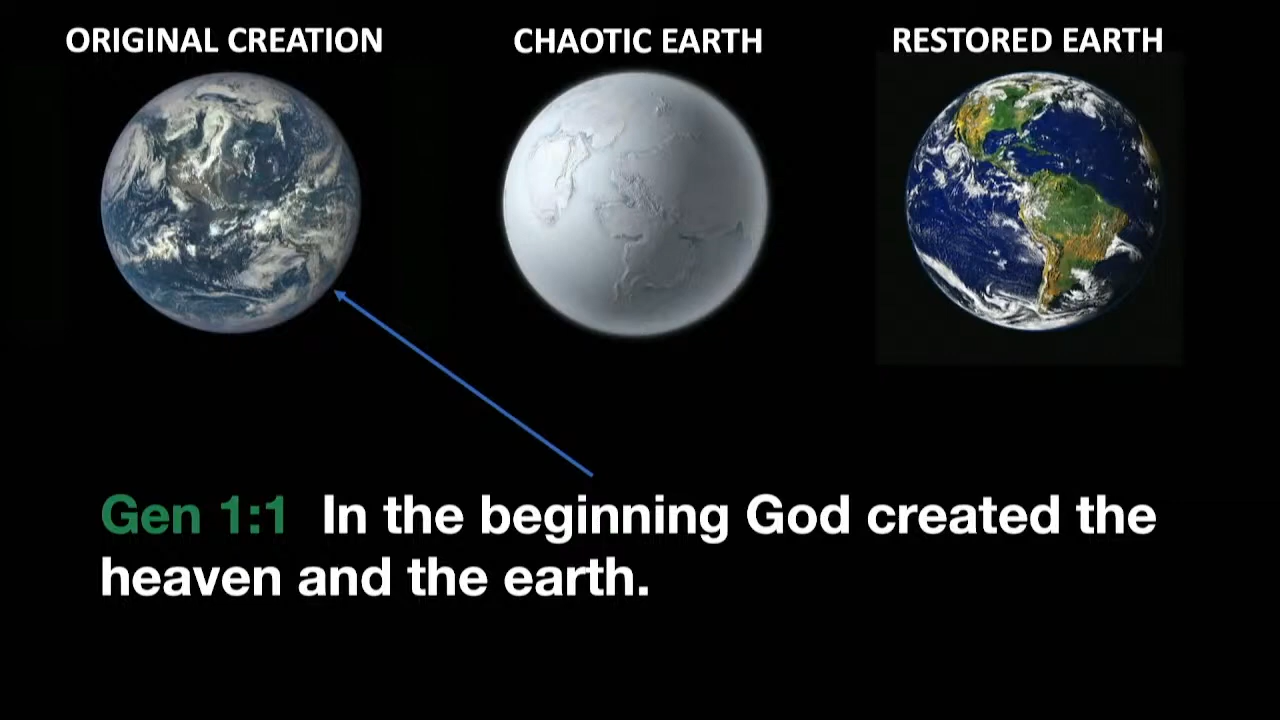 ORIGINAL CREATION
CHAOTIC EARTH
RESTORED EARTH
Gen 1:1 In the beginning God created the
heaven and the earth.